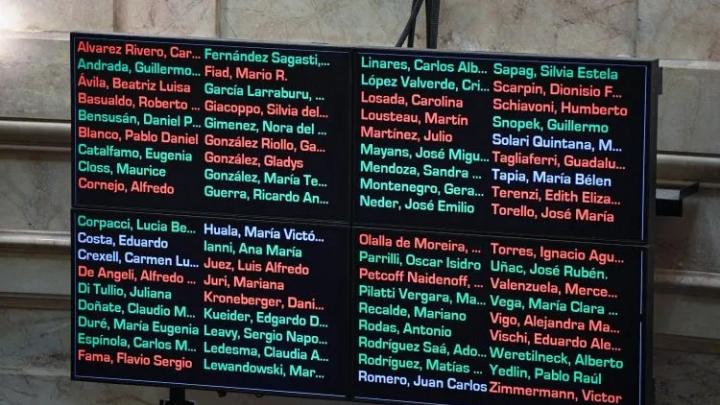 Alvarez Rivero, Car...
Andrada, Guillermo...
Ávila, Beatriz Luisa
Basualdo, Roberto ...
Bensusán, Daniel P...
Blanco, Pablo Daniel
Catalfamo, Eugenia
Closs, Maurice
Cornejo, Alfredo
Fernández Sagasti,...
Fiad, Mario R.
García Larraburu, ...
Giacoppo, Silvia del...
Gimenez, Nora del ...
González Riollo, Ga...
González, Gladys
González, María Te...
Guerra, Ricardo An...
Linares, Carlos Alb...
López Valverde, Cri...
Losada, Carolina
Lousteau, Martín
Martínez, Julio
Mayans, José Migu...
Mendoza, Sandra ...
Montenegro, Gera...
Neder, José Emilio
Sapag, Silvia Estela
Scarpin, Dionisio F...
Schiavoni, Humberto
Snopek, Guillermo
Solari Quintana, M...
Tagliaferri, Guadalu...
Tapia, María Belén
Terenzi, Edith Eliza...
Torello, José María
Corpacci, Lucia Be...
Costa, Eduardo
Crexell, Carmen Lu...
De Angeli, Alfredo ...
Di Tullio, Juliana
Doñate, Claudio M...
Duré, María Eugenia
Espínola, Carlos M...
Fama, Flavio Sergio
Huala, María Victó...
Ianni, Ana María
Juez, Luis Alfredo
Juri, Mariana
Kroneberger, Dani...
Kueider, Edgardo D...
Leavy, Sergio Napo...
Ledesma, Claudia A...
Lewandowski, Mar...
Olalla de Moreira, ...
Parrilli, Oscar Isidro
Petcoff Naidenoff, ...
Pilatti Vergara, Ma...
Recalde, Mariano
Rodas, Antonio
Rodríguez Saá, Ado...
Rodríguez, Matías ...
Romero, Juan Carlos
Torres, Ignacio Agu...
Uñac, José Rubén.
Valenzuela, Merce...
Vega, María Clara ...
Vigo, Alejandra Ma...
Vischi, Eduardo Ale...
Weretilneck, Alberto
Yedlin, Pablo Raúl
Zimmermann, Victor